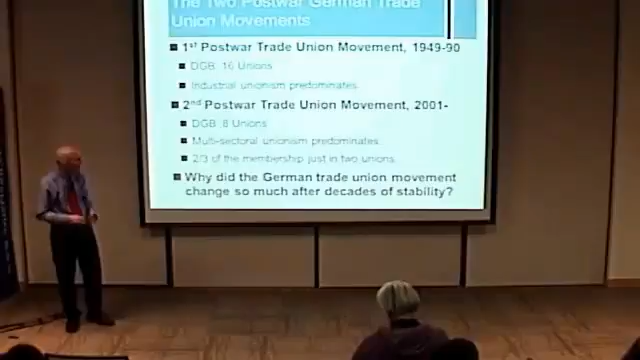 The Two Postwar German Trade
Union Movements
1st Postwar Trade Union Movement, 1949-90
DGB: 16 Unions
Industrial unionism predominates.
2nd Postwar Trade Union Movement, 2001-
DGB: 8 Unions
Multi-sectoral unionism predominates.
2/3 of the membership just in two unions.
Why did the German trade union movement
change so much after decades of stability?